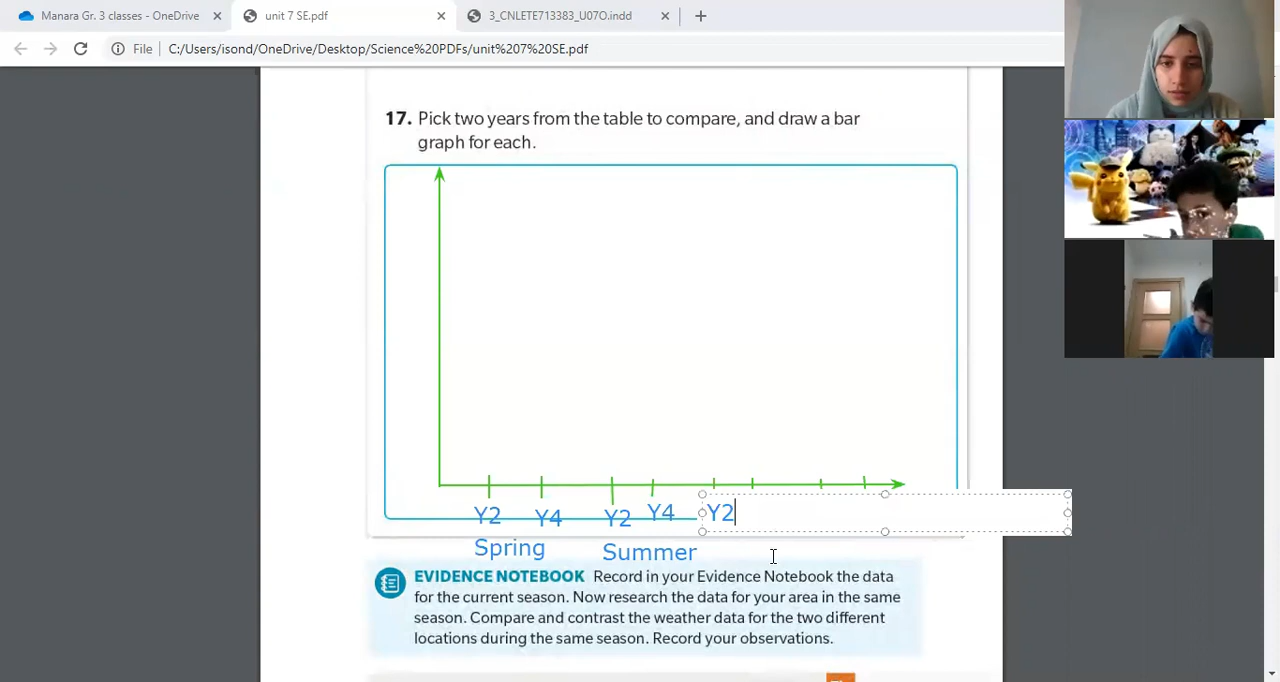 Manara Gr. 3 classes - OneDrive
unit 7 SE.pdf
3_CNLETE713383_U07O.indd
File
C:/Users/isond/OneDrive/Desktop/Science%20PDFs/unit%207%20SE.pdf
17. Pick two years from the table to compare, and draw a bar
graph for each.
Y2 Y4 Y2 Y4 Y2
Spring Summer
EVIDENCE NOTEBOOK Record in your Evidence Notebook the data
for the current season. Now research the data for your area in the same
season. Compare and contrast the weather data for the two different
locations during the same season. Record your observations.